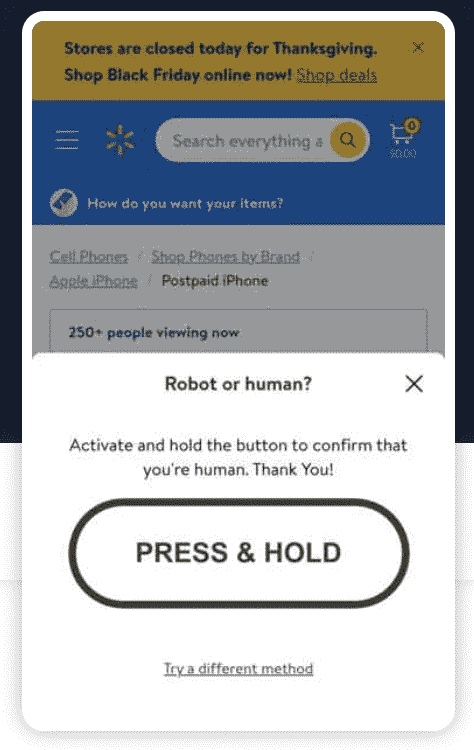 Stores are closed today for Thanksgiving.
Shop Black Friday online now! Shop deals
Search everything a
0
$0.00
How do you want your items?
Cell Phones / Shop Phones by Brand /
Apple iPhone / Postpaid iPhone
250+ people viewing now
Robot or human?
Activate and hold the button to confirm that
you're human. Thank You!
PRESS & HOLD
Try a different method